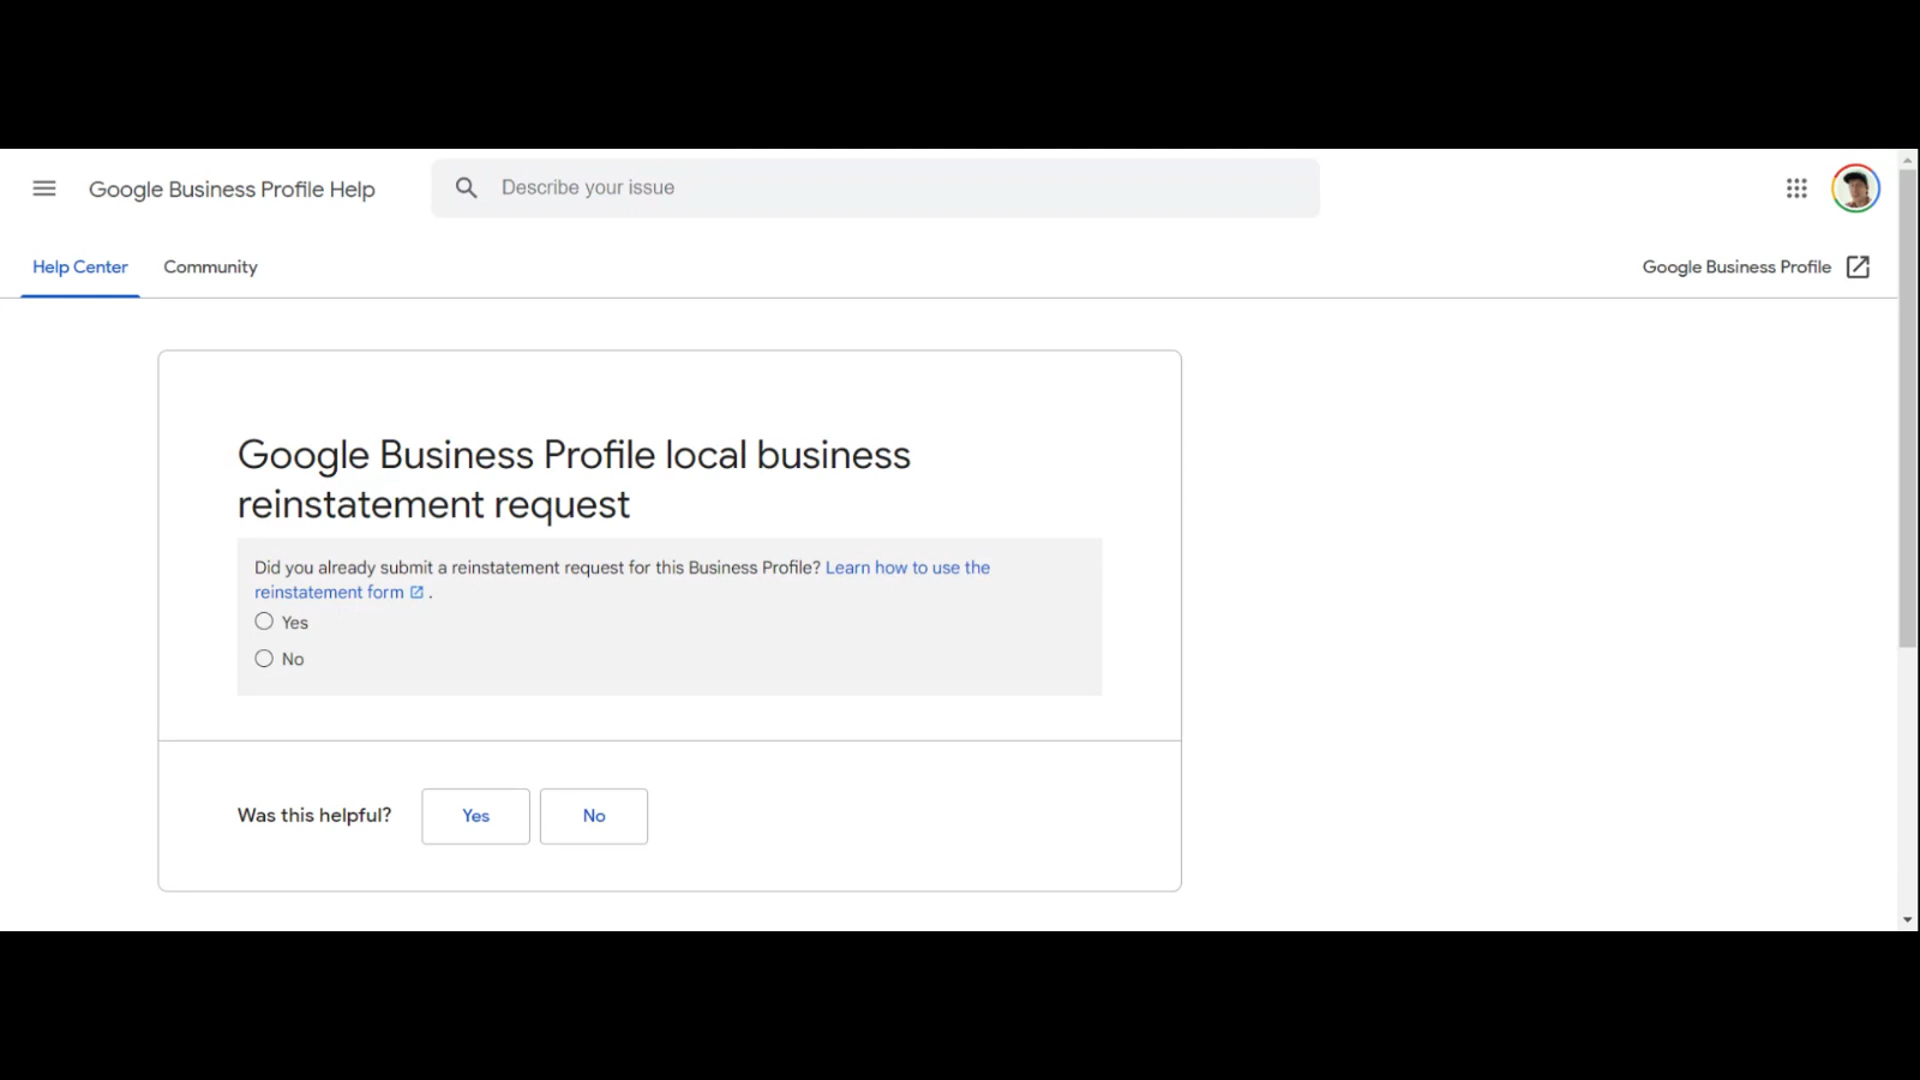 Google Business Profile Help
Describe your issue
Help Center
Community
Google Business Profile
Google Business Profile local business
reinstatement request
Did you already submit a reinstatement request for this Business Profile? Learn how to use the
reinstatement form .
Yes
No
Was this helpful?
Yes
No